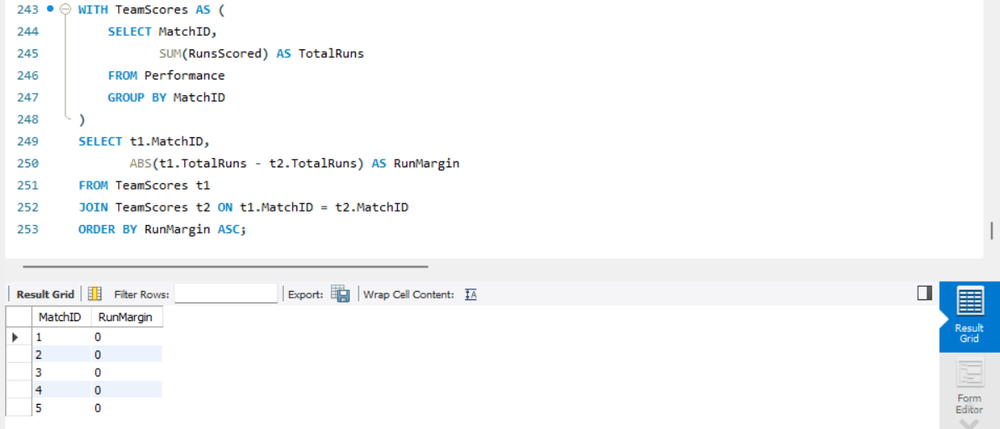 243 WITH TeamScores AS (
244 SELECT MatchID,
245 SUM(RunsScored) AS TotalRuns
246 FROM Performance
247 GROUP BY MatchID
248 )
249 SELECT t1.MatchID,
250 ABS(t1.TotalRuns - t2.TotalRuns) AS RunMargin
251 FROM TeamScores t1
252 JOIN TeamScores t2 ON t1.MatchID = t2.MatchID
253 ORDER BY RunMargin ASC;
Result Grid Filter Rows: Export: Wrap Cell Content: IA
MatchID RunMargin
1 0
2 0
3 0
4 0
5 0
Result
Grid
Form
Editor